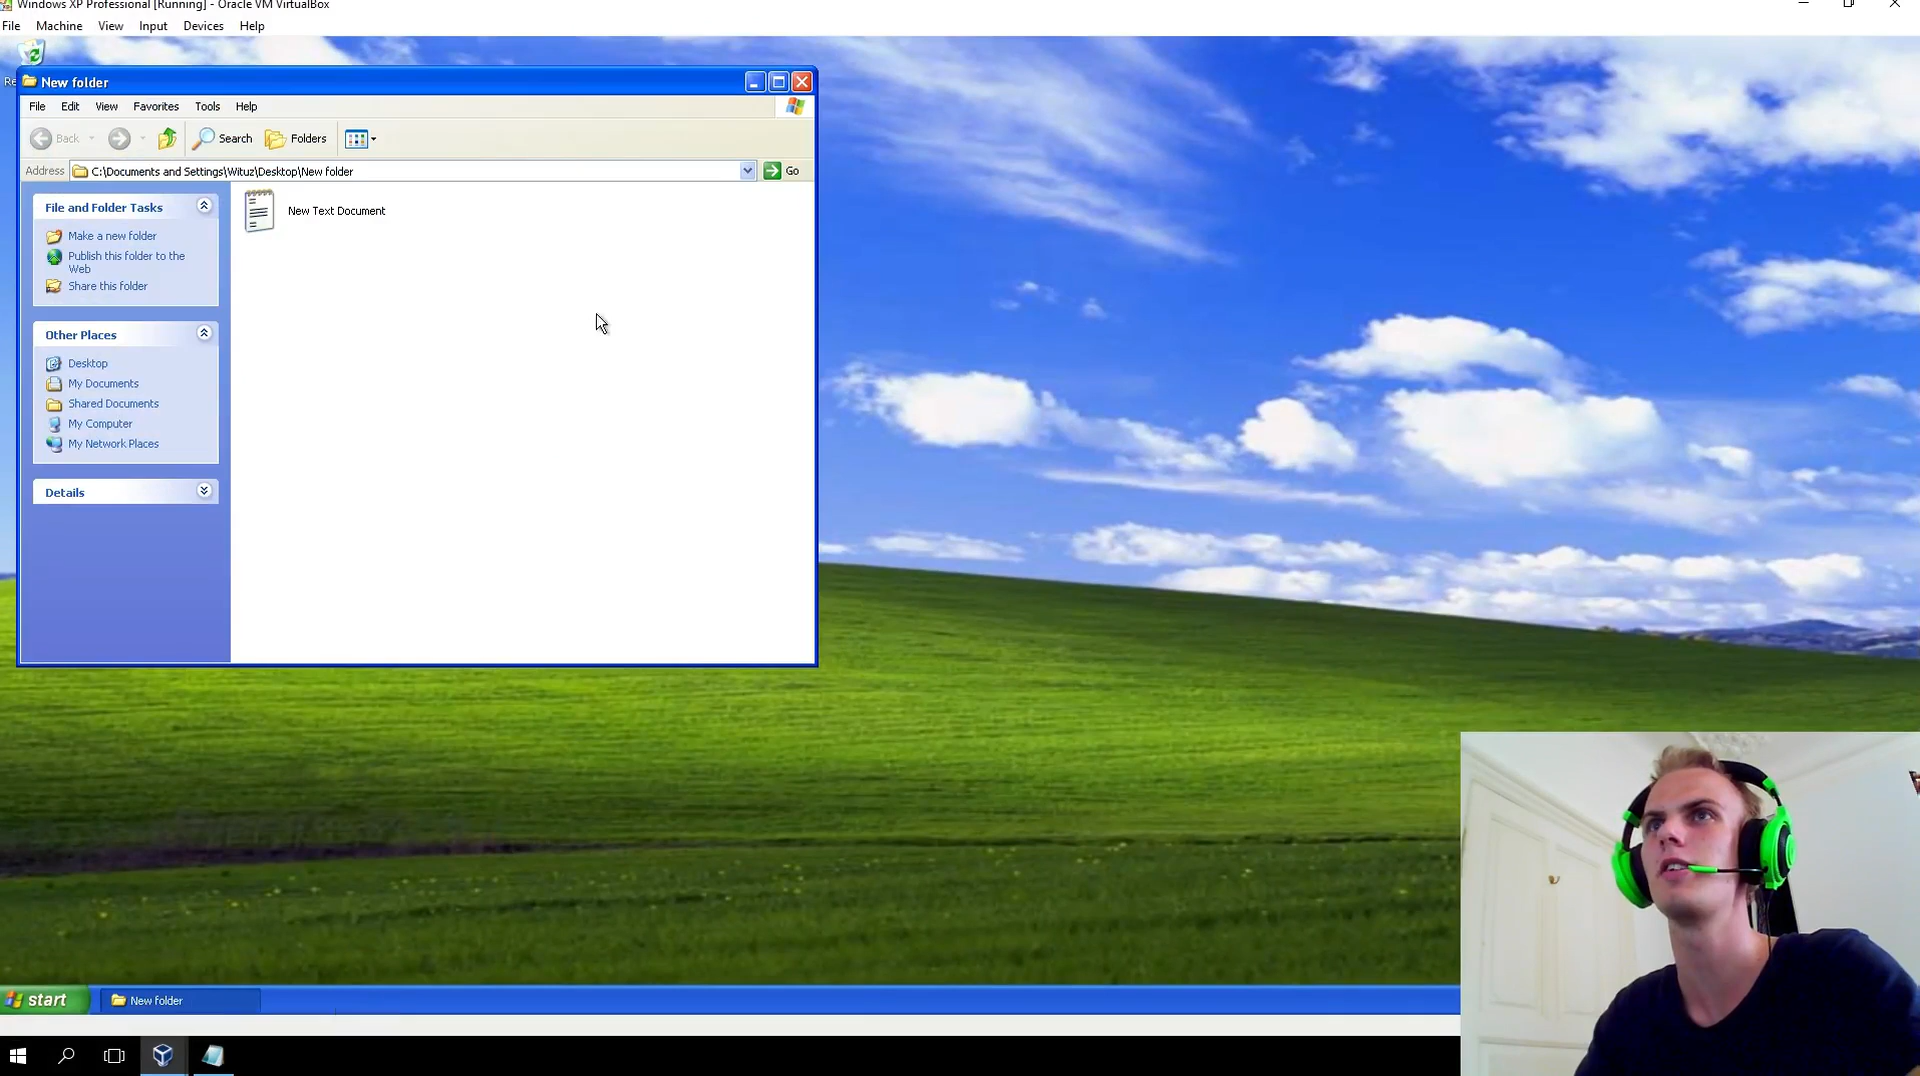 Windows XP Professional [Running] - Oracle VM VirtualBox
File Machine View Input Devices Help
Re
New folder
File Edit View Favorites Tools Help
Back Search Folders
Address C:\Documents and Settings\Wituz\Desktop\New folder Go
File and Folder Tasks
Make a new folder
Publish this folder to the
Web
Share this folder
New Text Document
Other Places
Desktop
My Documents
Shared Documents
My Computer
My Network Places
Details
start New folder